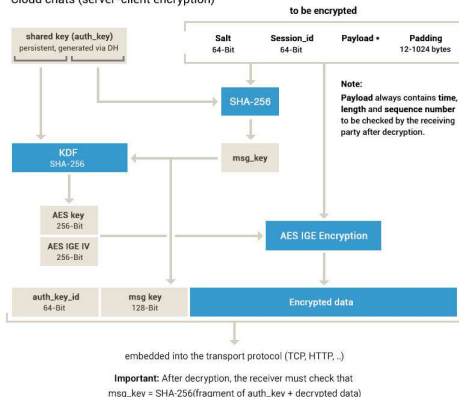 Cloud chats (server-client encryption)
to be encrypted
shared key (auth_key)
persistent, generated via DH
Salt
64-Bit
Session_id
64-Bit
Payload *
Padding
12-1024 bytes
Note:
Payload always contains time,
length and sequence number
to be checked by the receiving
party after decryption.
SHA-256
KDF
SHA-256
msg_key
AES key
256-Bit
AES IGE IV
256-Bit
AES IGE Encryption
auth_key_id
64-Bit
msg key
128-Bit
Encrypted data
embedded into the transport protocol (TCP, HTTP, ..)
Important: After decryption, the receiver must check that
msg_key = SHA-256(fragment of auth_key + decrypted data)